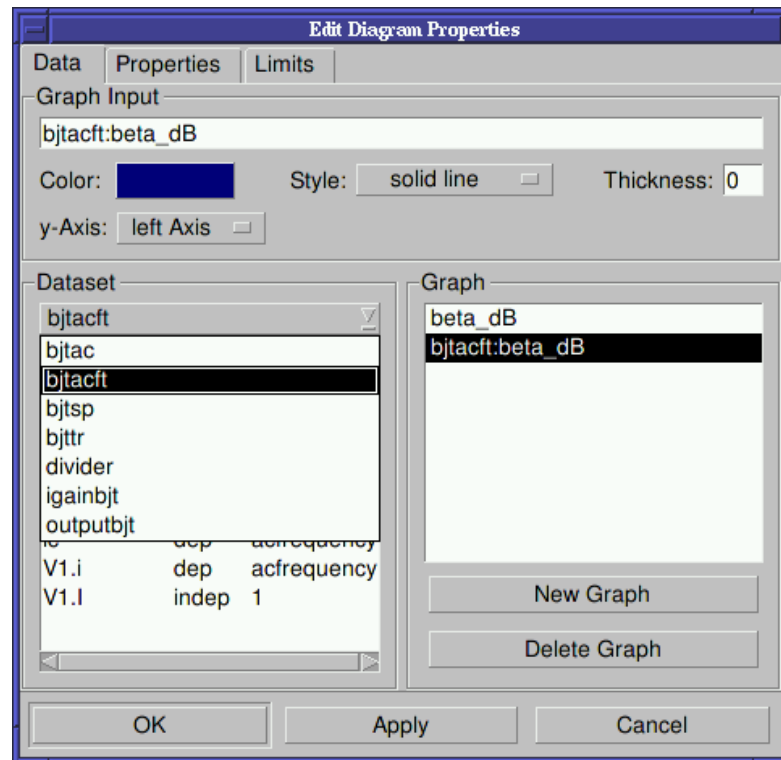 Edit Diagram Properties
Data Properties Limits
Graph Input
bjtacft:beta_dB
Color: Style: solid line Thickness: 0
y-Axis: left Axis
Dataset
bjtacft
bjtac
bjtacft
bjtsp
bjttr
divider
igainbjt
outputbjt
V1.i dep acfrequency
V1.I indep 1
Graph
beta_dB
bjtacft:beta_dB
New Graph
Delete Graph
OK Apply Cancel